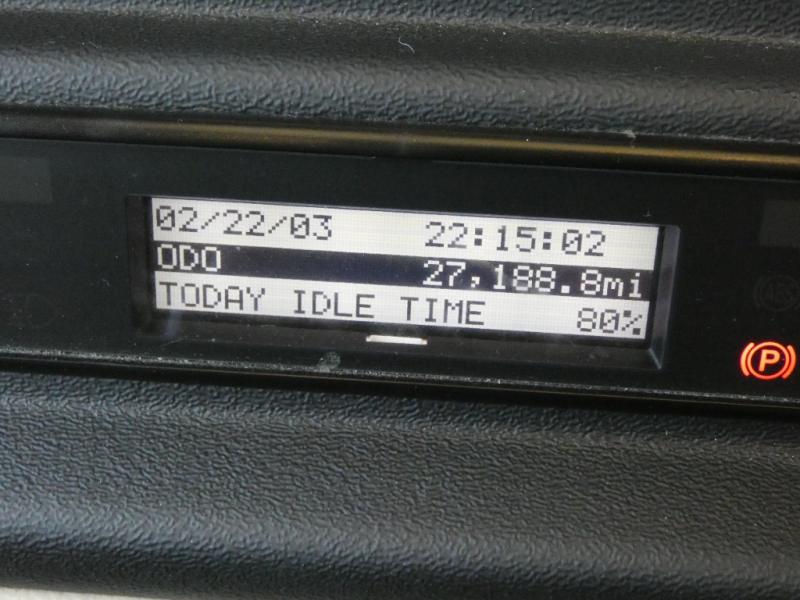 02/22/03 22:15:02
ODO 27,188.8mi
TODAY IDLE TIME 80%
(P)